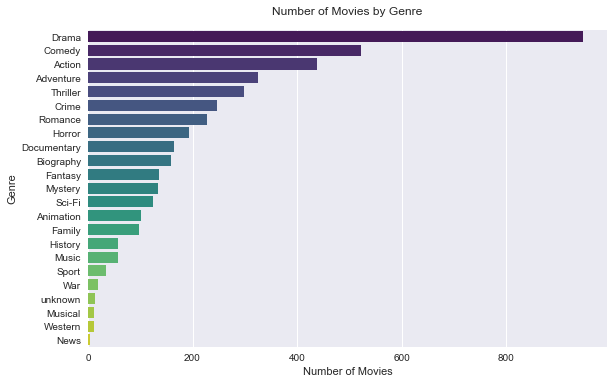 Number of Movies by Genre
Drama
Comedy
Action
Adventure
Thriller
Crime
Romance
Horror
Documentary
Biography
Fantasy
Mystery
Sci-Fi
Animation
Family
History
Music
Sport
War
unknown
Musical
Western
News
Genre
0 200 400 600 800
Number of Movies